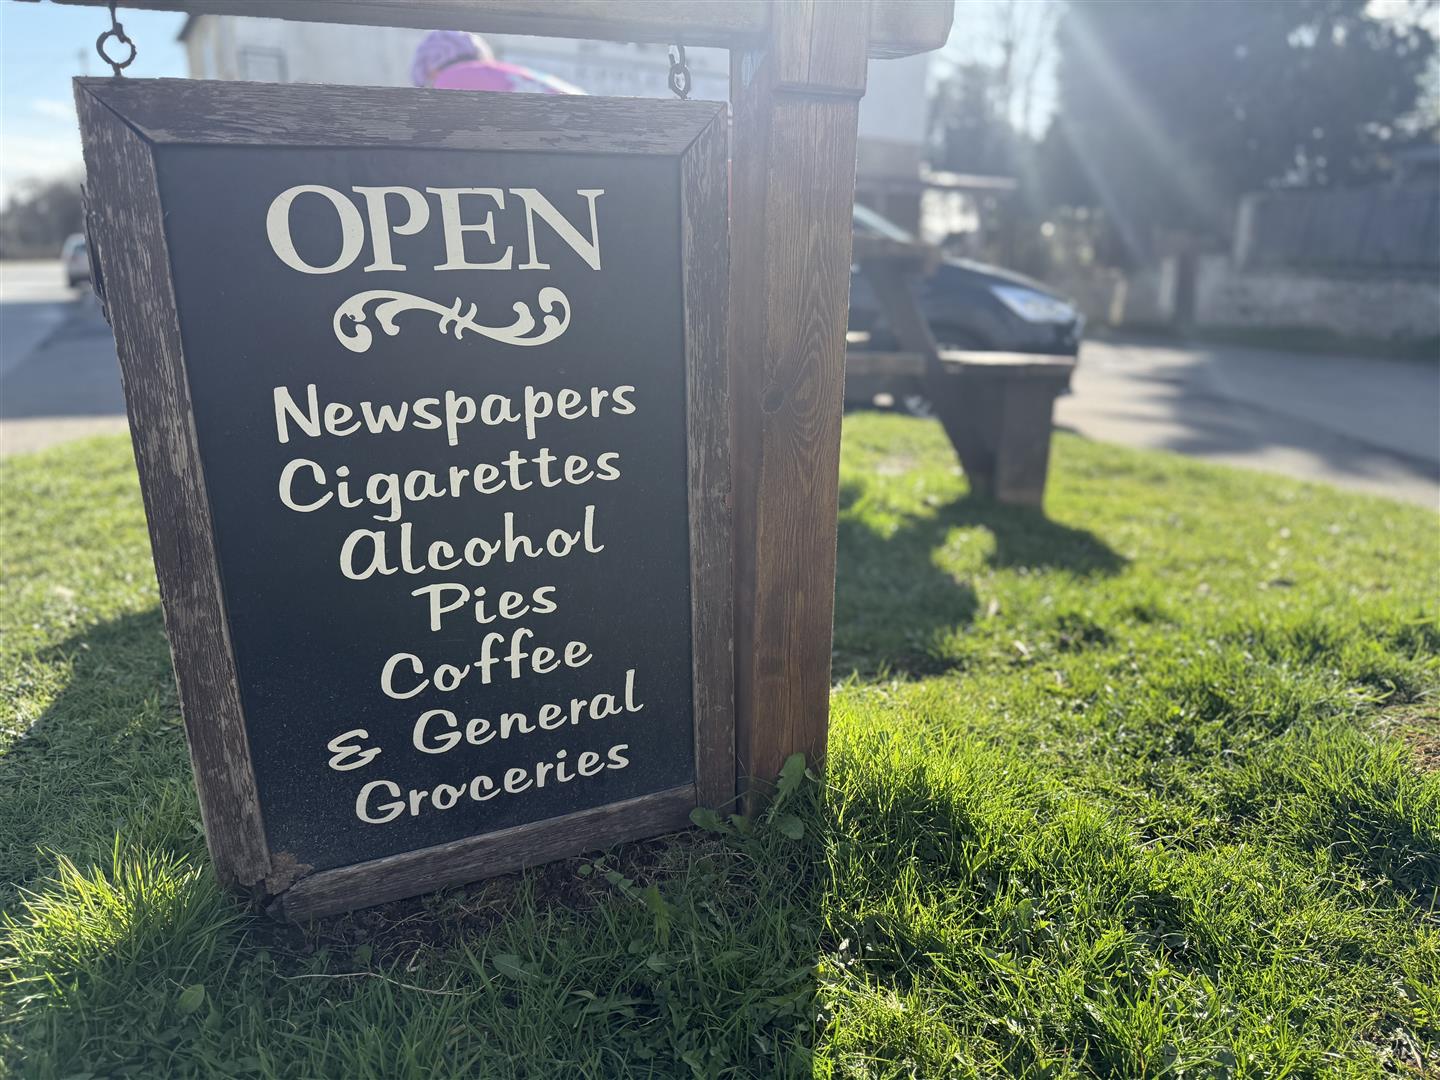 OPEN
Newspapers
Cigarettes
Alcohol
Pies
Coffee
& General
Groceries